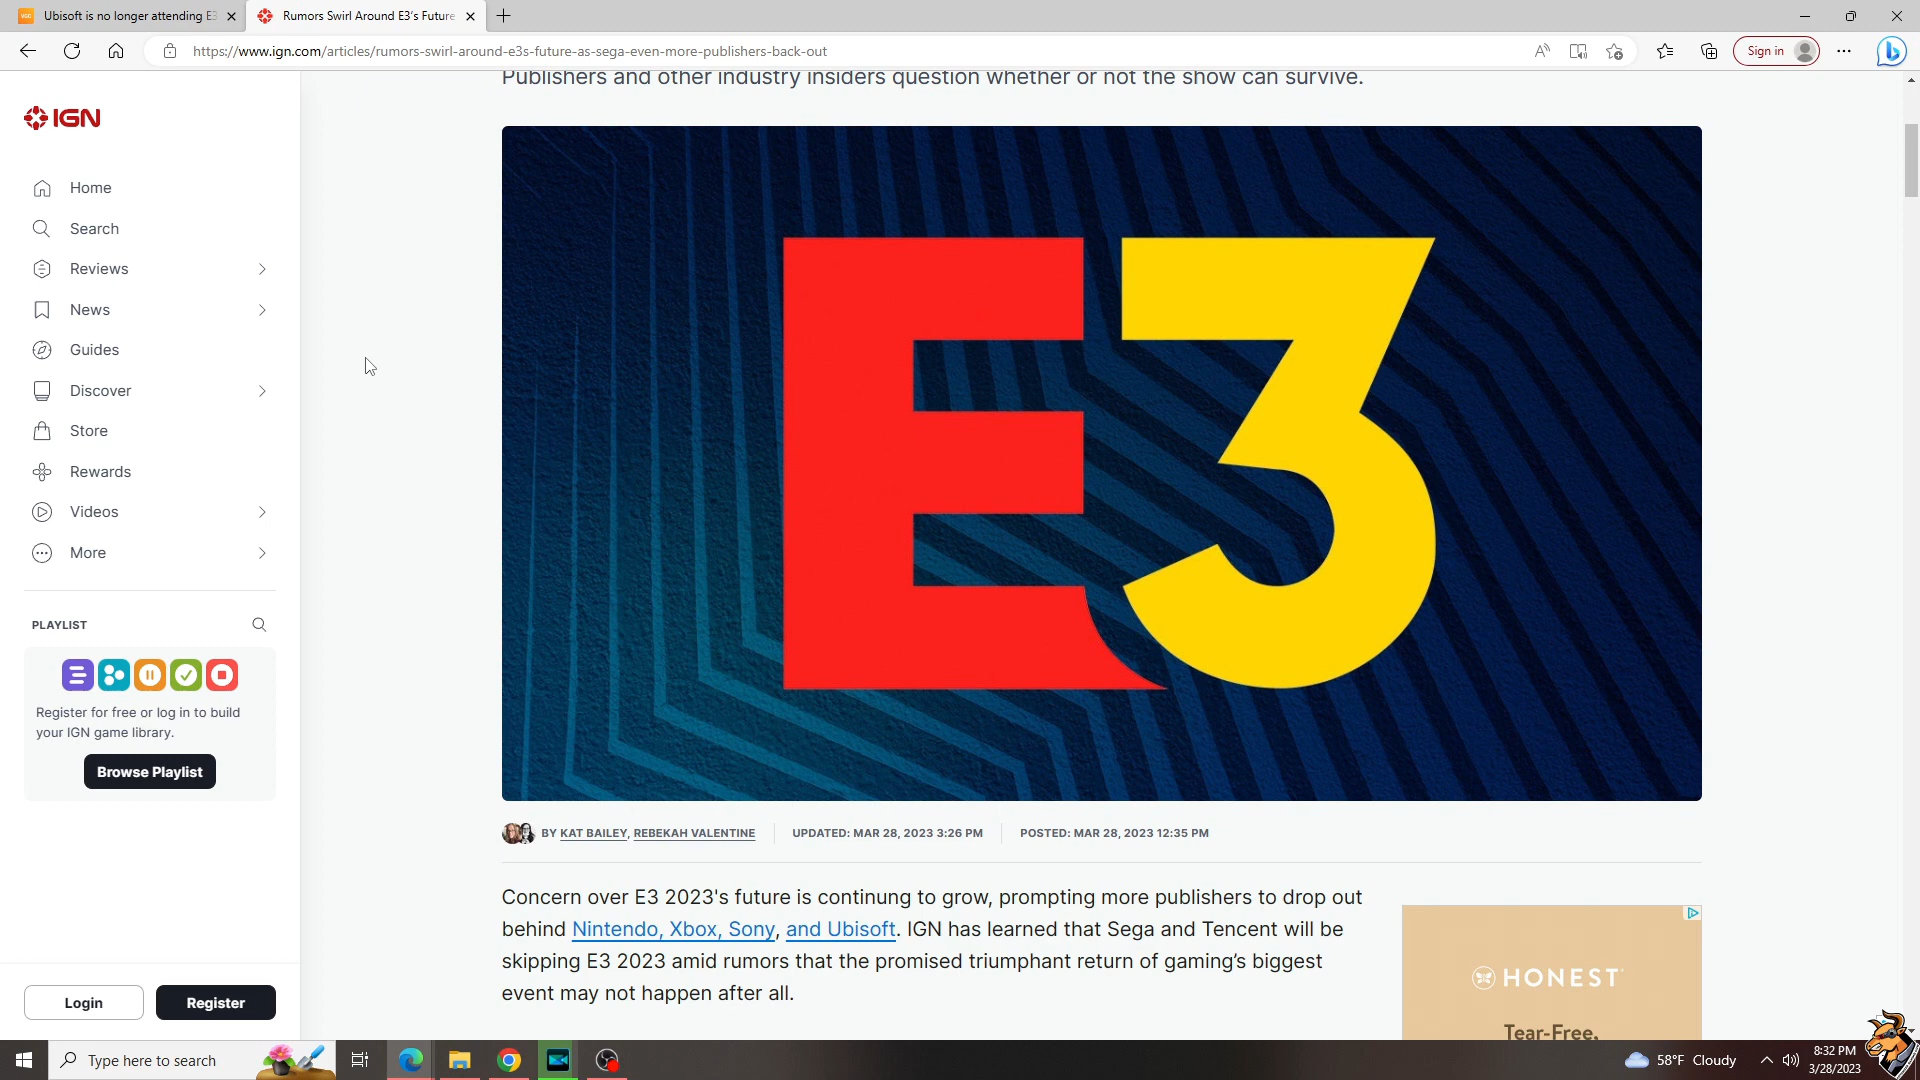 Ubisoft is no longer attending E3
Rumors Swirl Around E3's Future
https://www.ign.com/articles/rumors-swirl-around-e3s-future-as-sega-even-more-publishers-back-out
Sign in
Publishers and other industry insiders question whether or not the show can survive.
IGN
Home
Search
Reviews
News
Guides
Discover
Store
Rewards
Videos
More
PLAYLIST
Register for free or log in to build
your IGN game library.
Browse Playlist
Login
Register
E3
BY KAT BAILEY, REBEKAH VALENTINE
UPDATED: MAR 28, 2023 3:26 PM
POSTED: MAR 28, 2023 12:35 PM
Concern over E3 2023's future is continung to grow, prompting more publishers to drop out
behind Nintendo, Xbox, Sony, and Ubisoft. IGN has learned that Sega and Tencent will be
skipping E3 2023 amid rumors that the promised triumphant return of gaming's biggest
event may not happen after all.
HONEST
Tear-Free,
Type here to search
58°F Cloudy
8:32 PM
3/28/2023